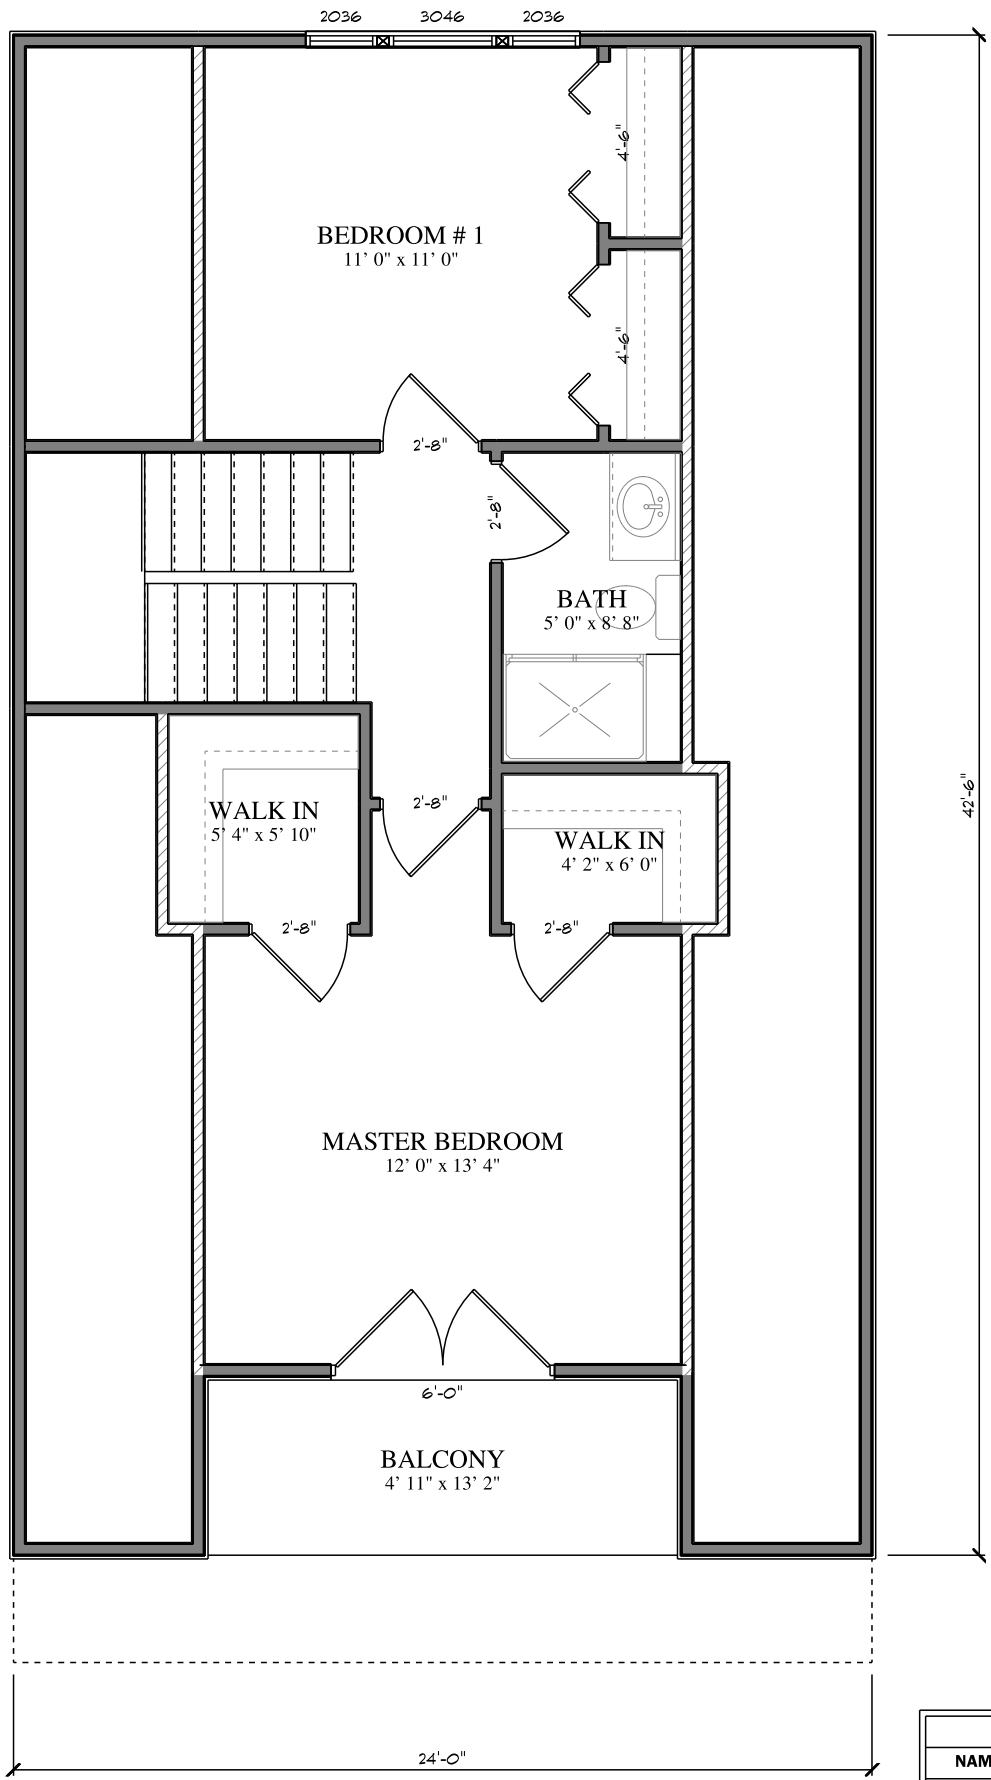 2036 3046 2036
4'-6"
BEDROOM # 1
11' 0" x 11' 0"
4'-6"
2'-8"
2'-8"
BATH
5' 0" x 8' 8"
42'-6"
2'-8"
WALK IN
5' 4" x 5' 10"
WALK IN
4' 2" x 6' 0"
2'-8"
2'-8"
MASTER BEDROOM
12' 0" x 13' 4"
6'-0"
BALCONY
4' 11" x 13' 2"
24'-0"
NAM